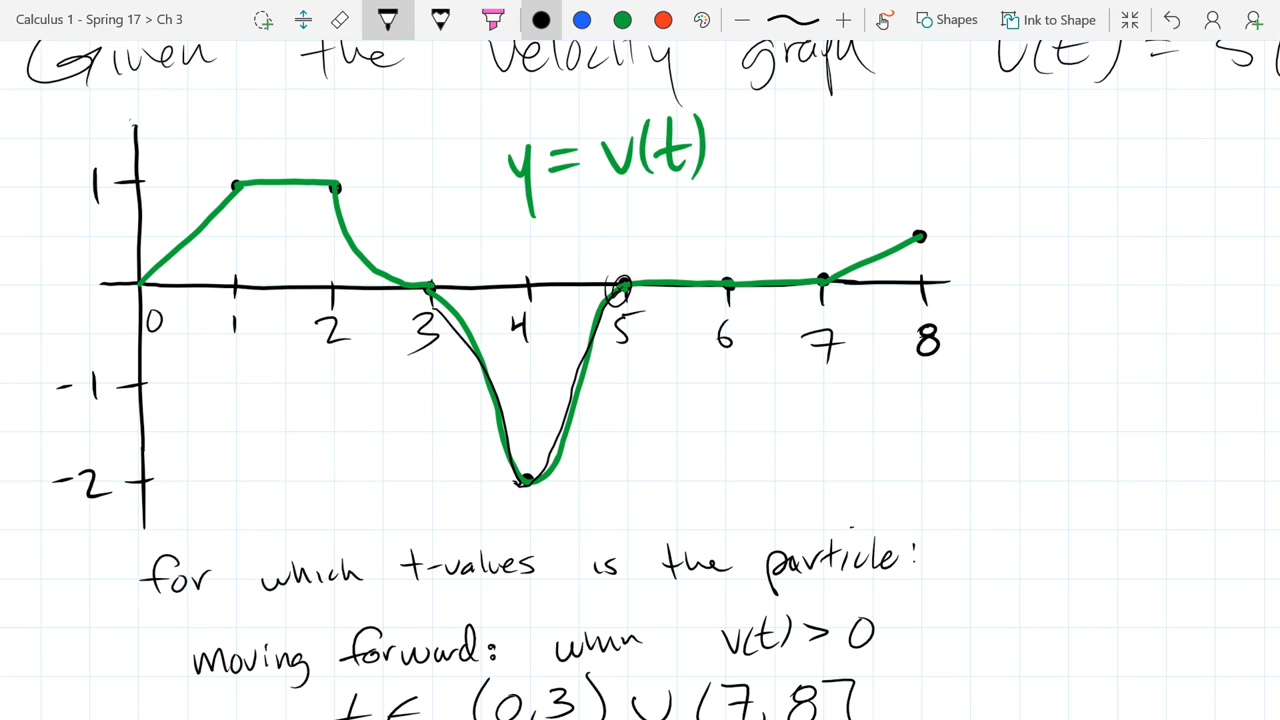 Calculus 1 - Spring 17 > Ch 3
Shapes
Ink to Shape
Given the velocity graph v(t) = s
y = v(t)
1
0 1 2 3 4 5 6 7 8
-1
-2
for which t-values is the particle:
moving forward: when v(t) > 0
t ∈ (0,3) ∪ (7,8]